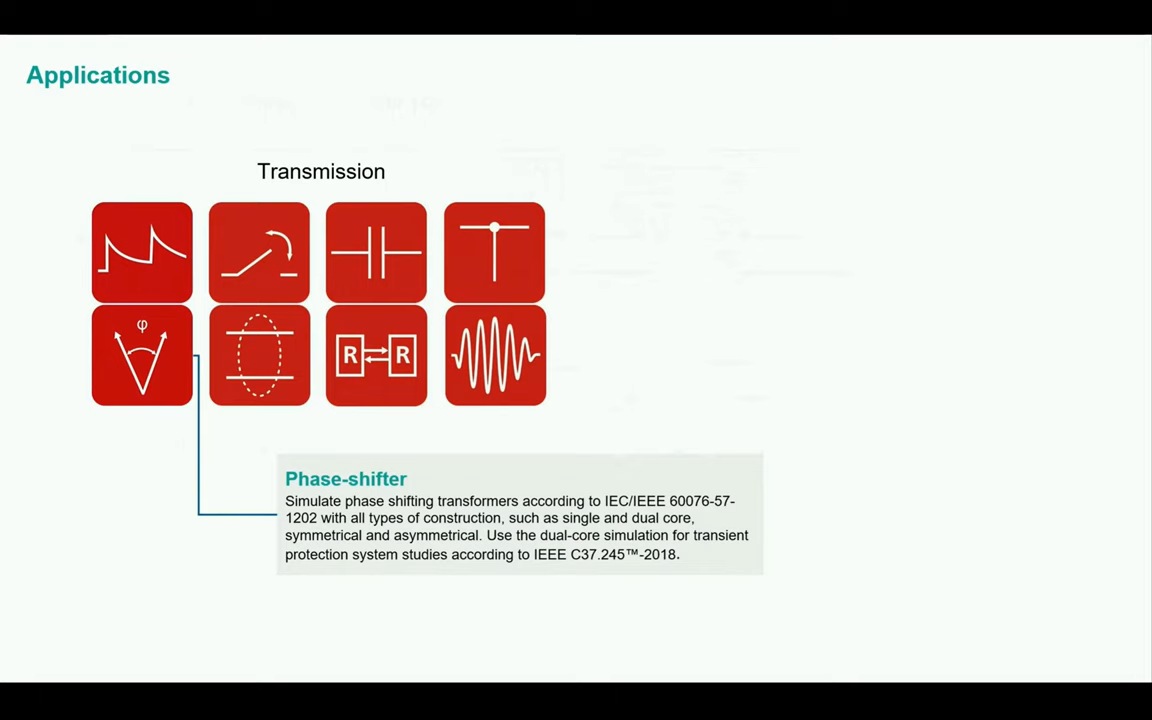 Applications
Transmission
φ
R R
Phase-shifter
Simulate phase shifting transformers according to IEC/IEEE 60076-57-
1202 with all types of construction, such as single and dual core,
symmetrical and asymmetrical. Use the dual-core simulation for transient
protection system studies according to IEEE C37.245™-2018.